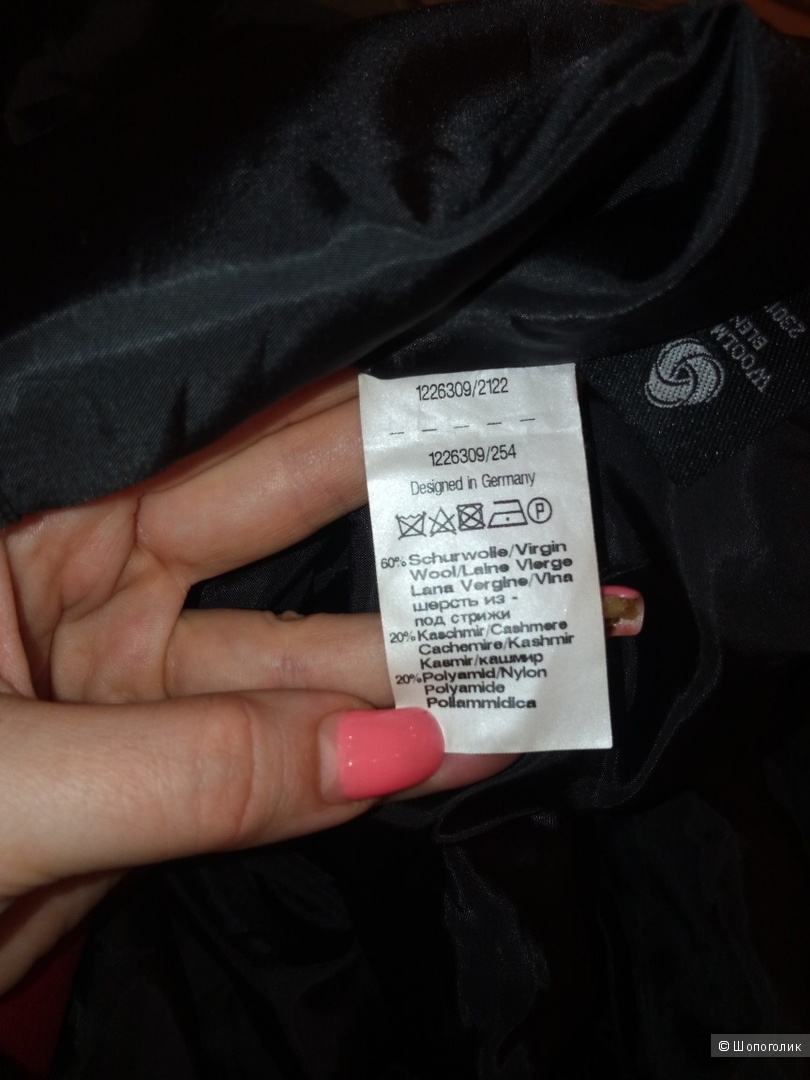 1226309/2122
1226309/254
Designed in Germany
P
60% Schurwolle/Virgin
Wool/Laine Vierge
Lana Vergine/Vlna
шерсть из -
под стрижи
20% Kaschmir/Cashmere
Cachemire/Kashmir
Kasmir/кашмир
20% Polyamid/Nylon
Polyamide
Poliammidica
© Шопоголик